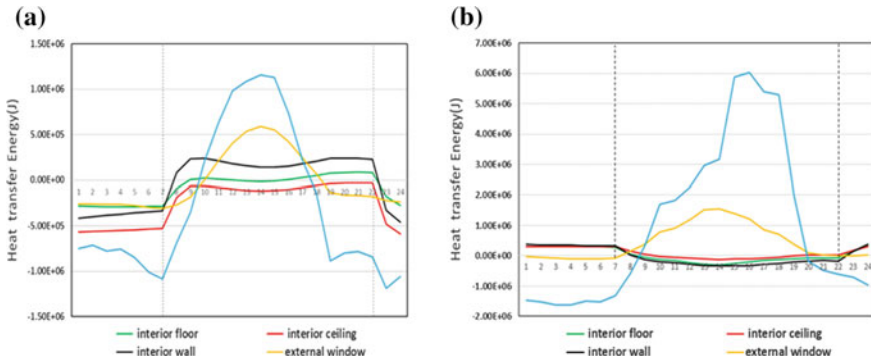 (a)
Heat transfer Energy(J)
1.50E+06
1.00E+06
5.00E+05
0.00E+00
-5.00E+05
-1.00E+06
-1.50E+06
1 2 3 4 5 6 7 8 9 10 11 12 13 14 15 16 17 18 19 20 21 22 23 24
interior floor
interior ceiling
interior wall
external window
(b)
Heat transfer Energy(J)
7.00E+06
6.00E+06
5.00E+06
4.00E+06
3.00E+06
2.00E+06
1.00E+06
0.00E+00
-1.00E+06
-2.00E+06
1 2 3 4 5 6 7 8 9 10 11 12 13 14 15 16 17 18 19 20 21 22 23 24
interior floor
interior ceiling
interior wall
external window